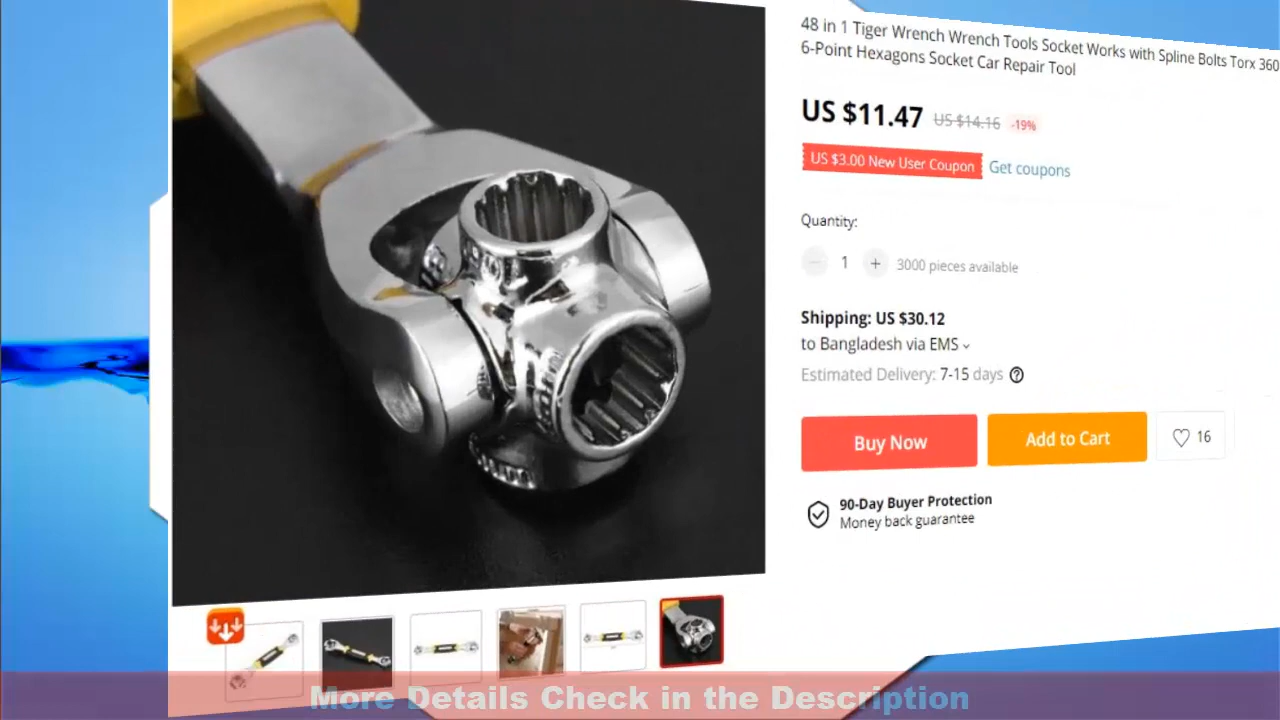 48 in 1 Tiger Wrench Wrench Tools Socket Works with Spline Bolts Torx 360
6-Point Hexagons Socket Car Repair Tool
US $11.47 US $14.16 -19%
US $3.00 New User Coupon Get coupons
Quantity:
1 + 3000 pieces available
Shipping: US $30.12
to Bangladesh via EMS
Estimated Delivery: 7-15 days
Buy Now Add to Cart 16
90-Day Buyer Protection
Money back guarantee
More Details Check in the Description